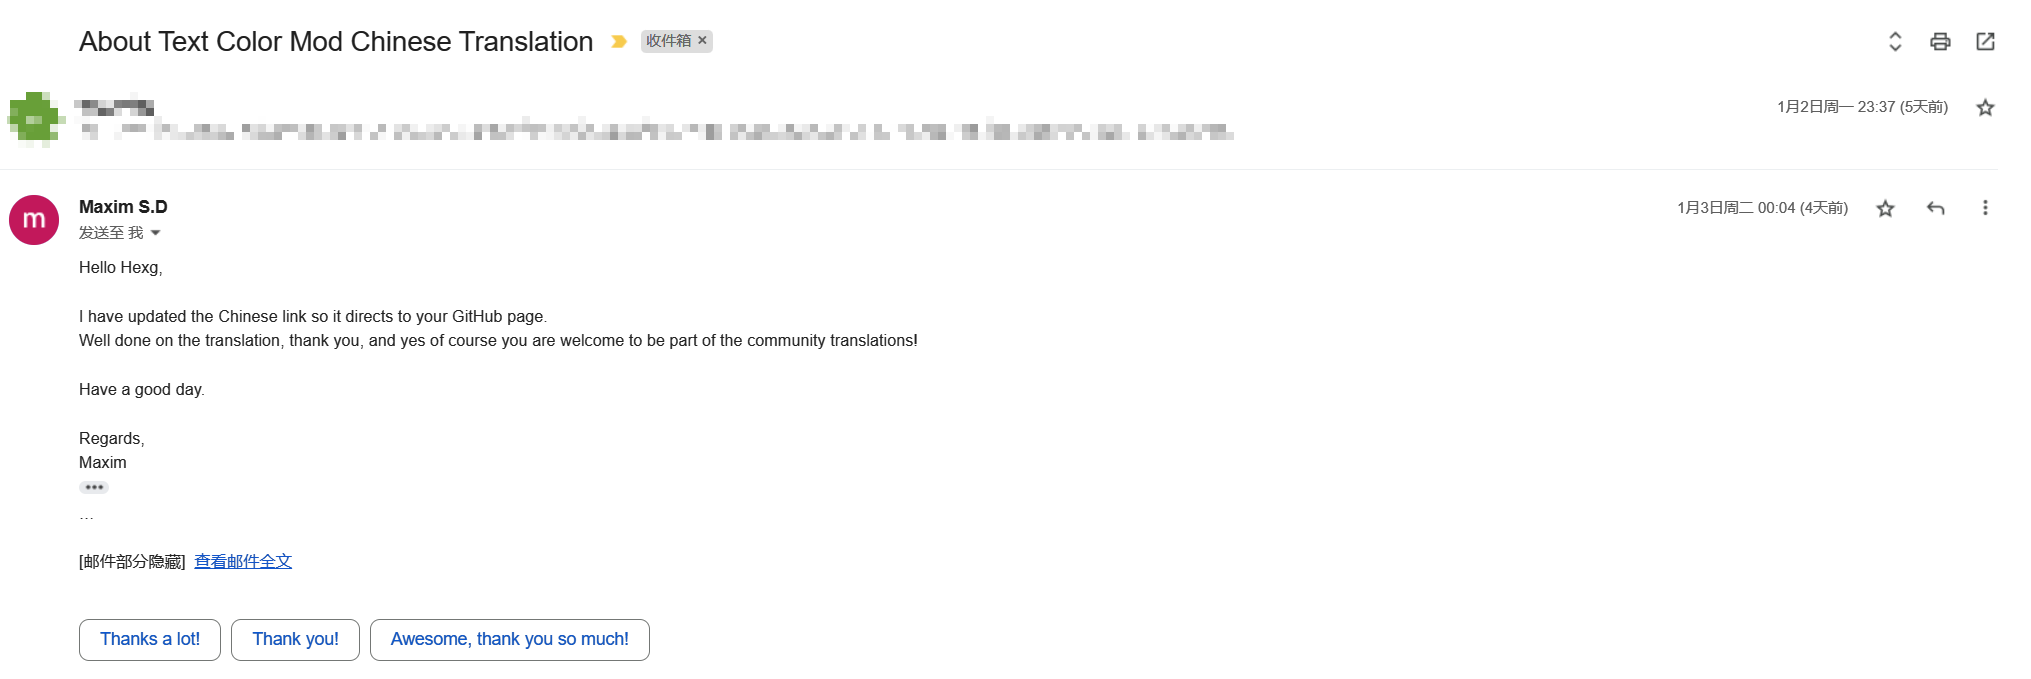 About Text Color Mod Chinese Translation
收件箱 ×
1月2日周一 23:37 (5天前)
m
Maxim S.D
1月3日周二 00:04 (4天前)
发送至 我
Hello Hexg,
I have updated the Chinese link so it directs to your GitHub page.
Well done on the translation, thank you, and yes of course you are welcome to be part of the community translations!
Have a good day.
Regards,
Maxim
...
[邮件部分隐藏] 查看邮件全文
Thanks a lot!
Thank you!
Awesome, thank you so much!